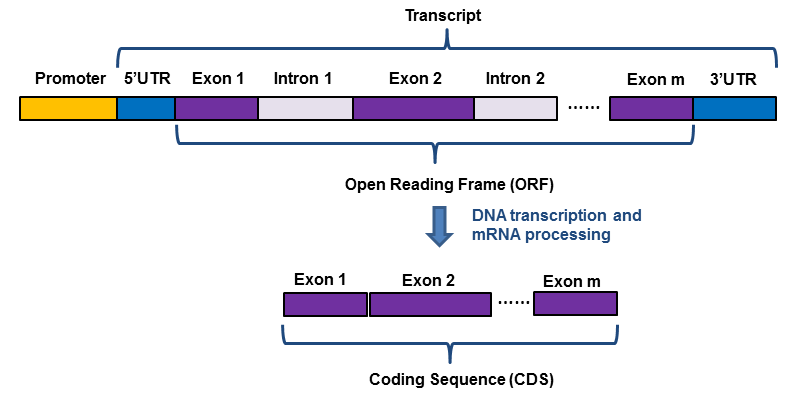 Transcript
Promoter 5’UTR Exon 1 Intron 1 Exon 2 Intron 2 Exon m 3’UTR
……
Open Reading Frame (ORF)
DNA transcription and
mRNA processing
Exon 1 Exon 2 Exon m
……
Coding Sequence (CDS)